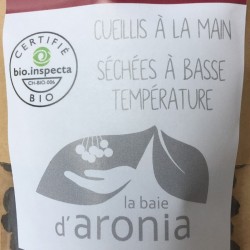 CUEILLIS À LA MAIN
SÉCHÉES À BASSE
TEMPÉRATURE
CERTIFIÉ
bio.inspecta
CH-BIO-006
BIO
la baie
d'aronia